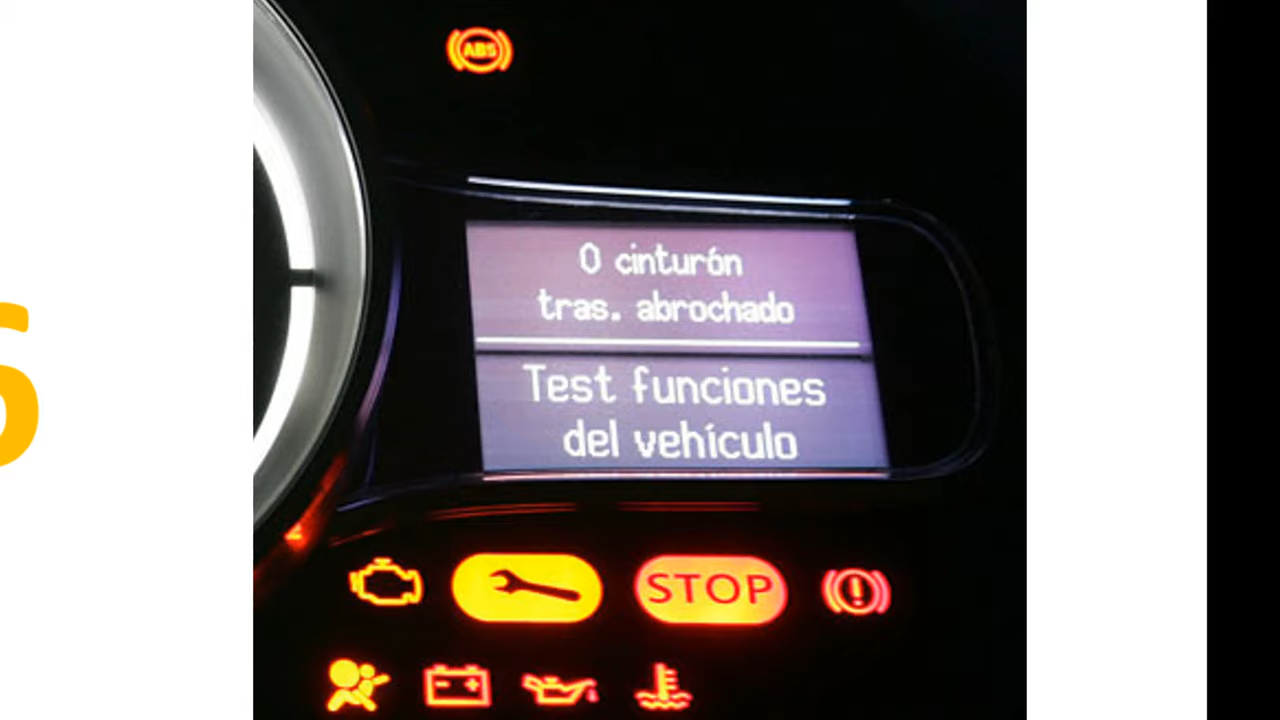 ABS
0 cinturón
tras. abrochado
Test funciones
del vehículo
STOP